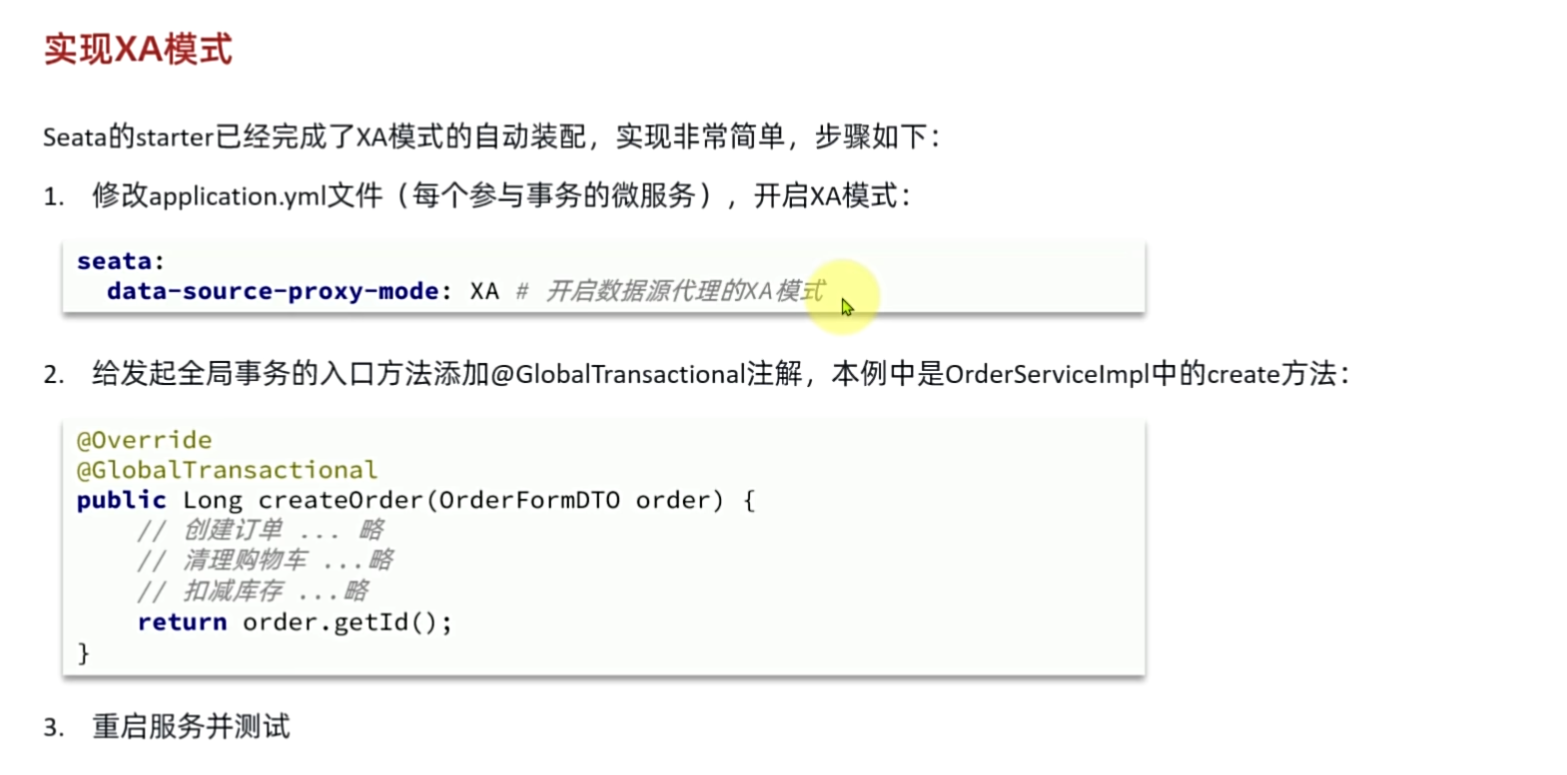 实现XA模式
Seata的starter已经完成了XA模式的自动装配，实现非常简单，步骤如下：
1. 修改application.yml文件（每个参与事务的微服务），开启XA模式：
seata:
  data-source-proxy-mode: XA # 开启数据源代理的XA模式
2. 给发起全局事务的入口方法添加@GlobalTransactional注解，本例中是OrderServiceImpl中的create方法：
@Override
@GlobalTransactional
public Long createOrder(OrderFormDTO order) {
    // 创建订单 ... 略
    // 清理购物车 ...略
    // 扣减库存 ...略
    return order.getId();
}
3. 重启服务并测试